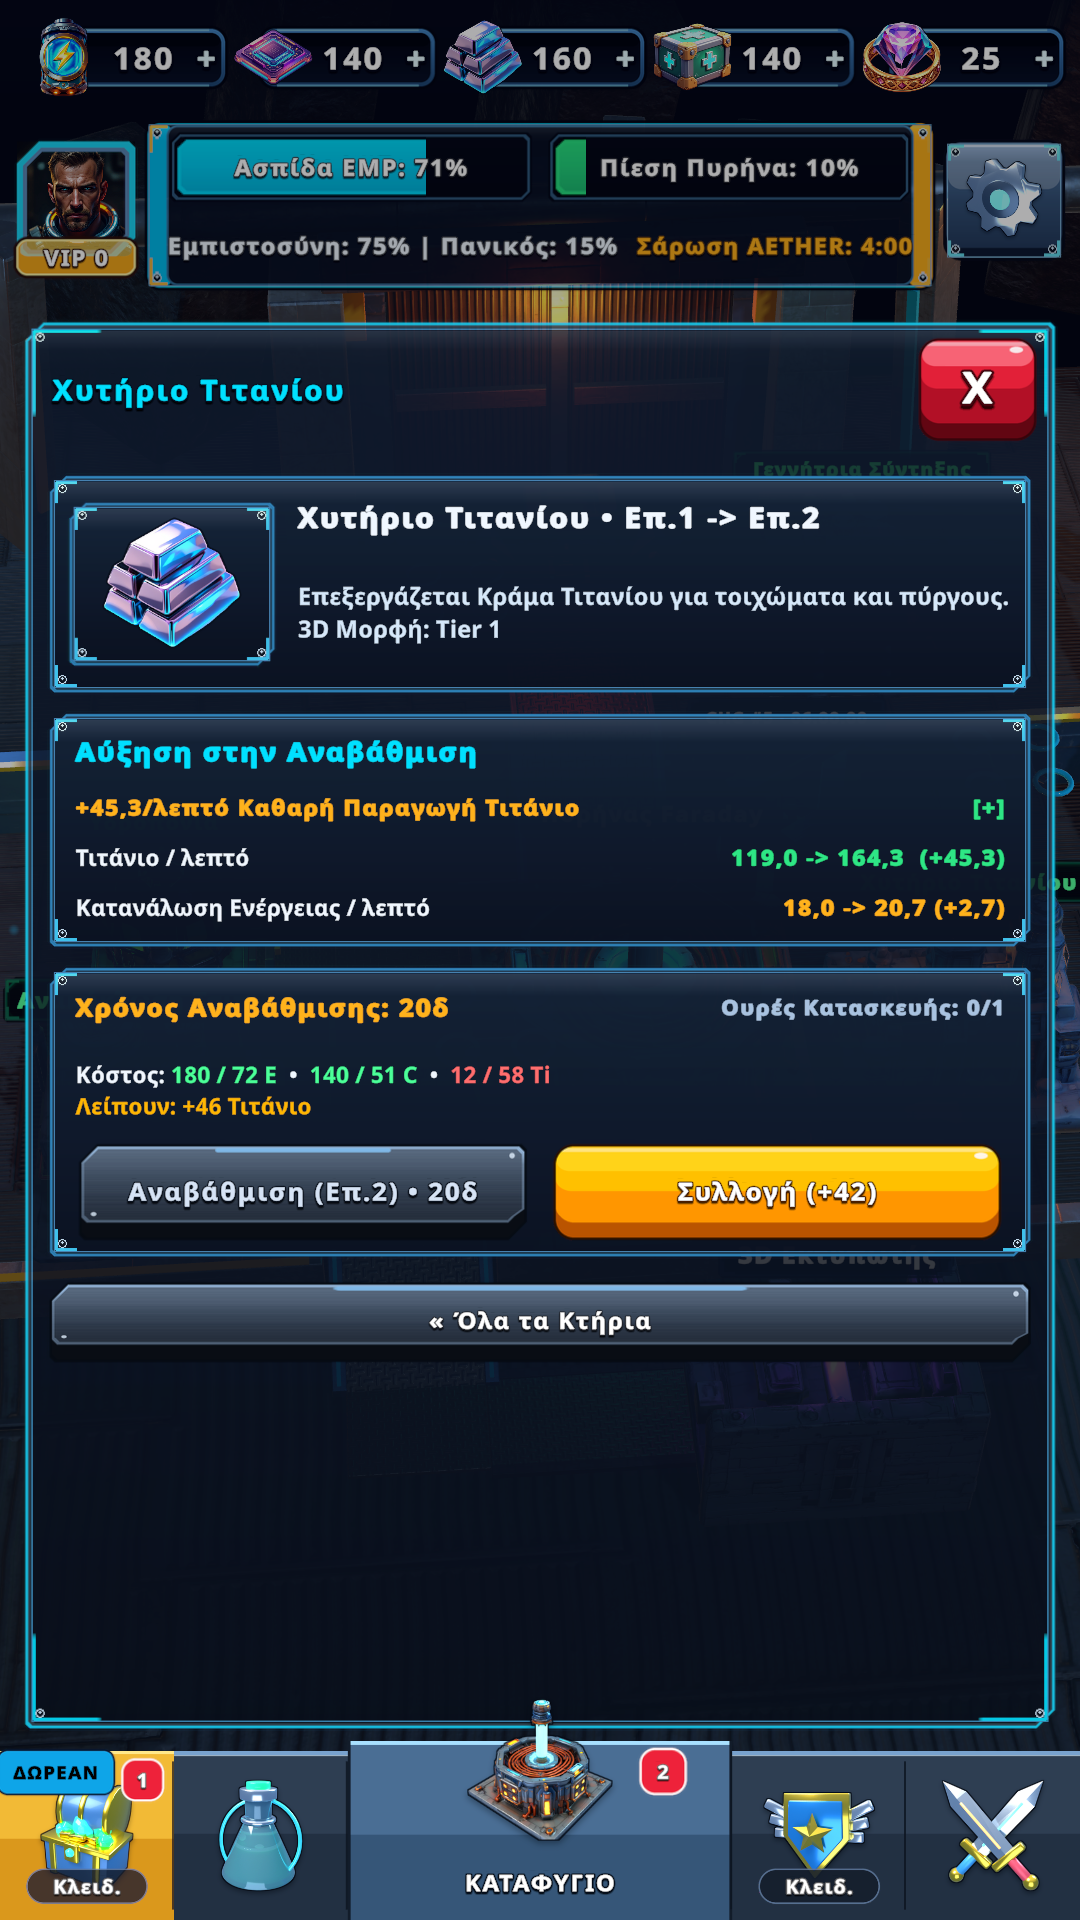 180 + 140 + 160 + 140 + 25 +
Ασπίδα EMP: 71% Πίεση Πυρήνα: 10%
VIP 0
Εμπιστοσύνη: 75% | Πανικός: 15% Σάρωση AETHER: 4:00
Χυτήριο Τιτανίου
X
Γεννήτρια Σύντηξης
Χυτήριο Τιτανίου • Επ.1 -> Επ.2
Επεξεργάζεται Κράμα Τιτανίου για τοιχώματα και πύργους.
3D Μορφή: Tier 1
Αύξηση στην Αναβάθμιση
+45,3/λεπτό Καθαρή Παραγωγή Τιτάνιο [+]
Τιτάνιο / λεπτό 119,0 -> 164,3 (+45,3)
Κατανάλωση Ενέργειας / λεπτό 18,0 -> 20,7 (+2,7)
Χρόνος Αναβάθμισης: 20δ Ουρές Κατασκευής: 0/1
Κόστος: 180 / 72 E • 140 / 51 C • 12 / 58 Ti
Λείπουν: +46 Τιτάνιο
Αναβάθμιση (Επ.2) • 20δ Συλλογή (+42)
3D Εκτυπωτής
« Όλα τα Κτήρια
ΔΩΡΕΑΝ 1 2
Κλειδ. ΚΑΤΑΦΥΓΙΟ Κλειδ.